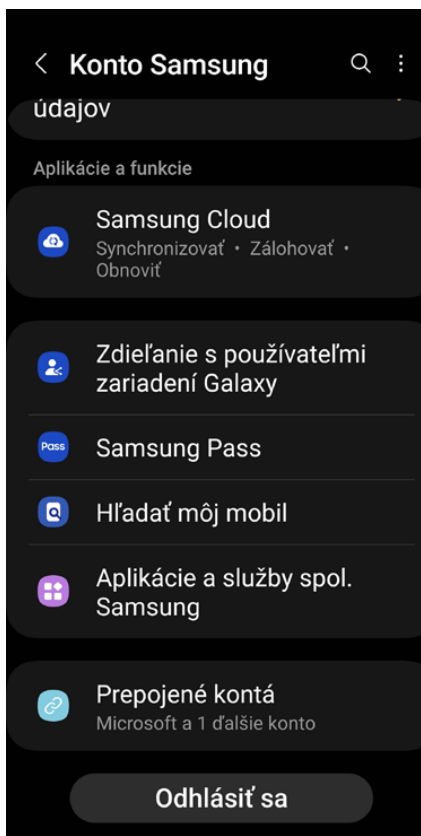 Konto Samsung
údajov
Aplikácie a funkcie
Samsung Cloud
Synchronizovať • Zálohovať •
Obnoviť
Zdieľanie s používateľmi
zariadení Galaxy
Pass
Samsung Pass
Hľadať môj mobil
Aplikácie a služby spol.
Samsung
Prepojené kontá
Microsoft a 1 ďalšie konto
Odhlásiť sa